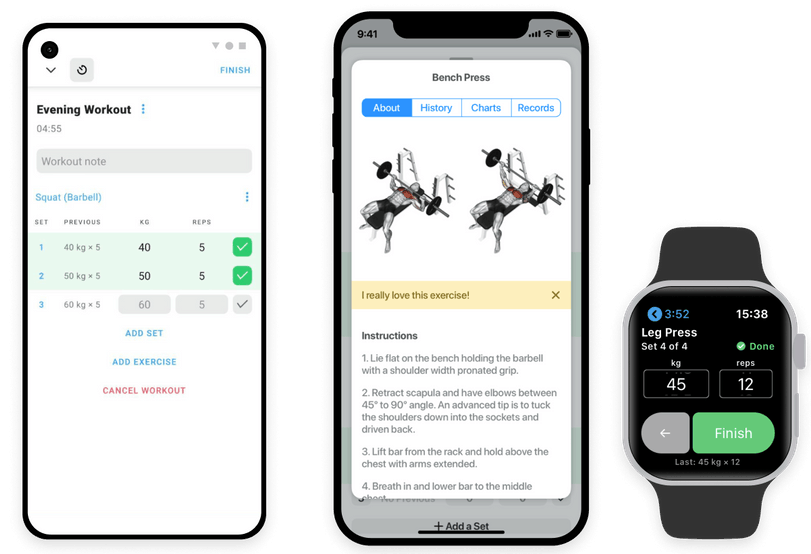 FINISH
Evening Workout
04:55
Workout note
Squat (Barbell)
SET PREVIOUS KG REPS
1 40 kg × 5 40 5
2 50 kg × 5 50 5
3 60 kg × 5 60 5
ADD SET
ADD EXERCISE
CANCEL WORKOUT
9:41
Bench Press
About History Charts Records
I really love this exercise!
Instructions
1. Lie flat on the bench holding the barbell
with a shoulder width pronated grip.
2. Retract scapula and have elbows between
45° to 90° angle. An advanced tip is to tuck
the shoulders down into the sockets and
driven back.
3. Lift bar from the rack and hold above the
chest with arms extended.
4. Breath in and lower bar to the middle
chest
No Previous
+ Add a Set
3:52 15:38
Leg Press
Set 4 of 4 Done
kg reps
45 12
Finish
Last: 45 kg × 12